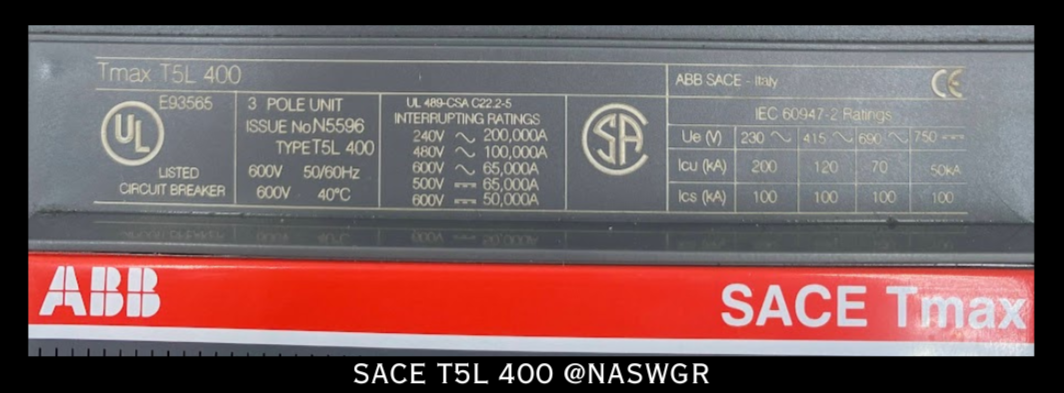 Tmax T5L 400
UL
E93565
LISTED
CIRCUIT BREAKER
3 POLE UNIT
ISSUE No N5596
TYPE T5L 400
600V 50/60Hz
600V 40°C
UL 489-CSA C22.2-5
INTERRUPTING RATINGS
240V ∼ 200,000A
480V ∼ 100,000A
600V ∼ 65,000A
500V ⎓ 65,000A
600V ⎓ 50,000A
SA
ABB SACE - Italy
CE
IEC 60947-2 Ratings
Ue (V) 230 ∼ 415 ∼ 690 ∼ 750 ⎓
Icu (kA) 200 120 70 50kA
Ics (kA) 100 100 100 100
ABB
SACE Tmax
SACE T5L 400 @NASWGR